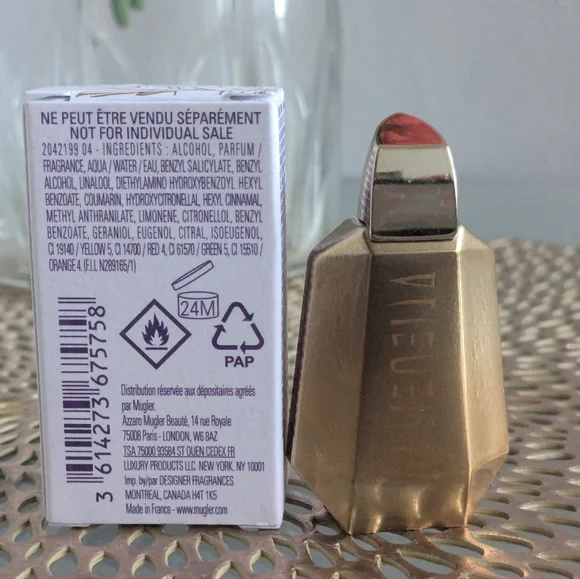 NE PEUT ÊTRE VENDU SÉPARÉMENT
NOT FOR INDIVIDUAL SALE
2042199 04 - INGREDIENTS : ALCOHOL, PARFUM /
FRAGRANCE, AQUA / WATER / EAU, BENZYL SALICYLATE, BENZYL
ALCOHOL, LINALOOL, DIETHYLAMINO HYDROXYBENZOYL HEXYL
BENZOATE, COUMARIN, HYDROXYCITRONELLAL, HEXYL CINNAMAL,
METHYL ANTHRANILATE, LIMONENE, CITRONELLOL, BENZYL
BENZOATE, GERANIOL, EUGENOL, CITRAL, ISOEUGENOL,
CI 19140 / YELLOW 5, CI 14700 / RED 4, CI 61570 / GREEN 5, CI 15510 /
ORANGE 4. (F.I.L N289165/1)
24M
PAP
3 614273 675758
Distribution réservée aux dépositaires agréés
par Mugler.
Azzaro Mugler Beauté, 14 rue Royale
75008 Paris - LONDON, W6 8AZ
TSA 75000 93584 ST OUEN CEDEX FR
LUXURY PRODUCTS LLC. NEW YORK, NY 10001
Imp. by/par DESIGNER FRAGRANCES
MONTREAL, CANADA H4T 1K5
Made in France - www.mugler.com